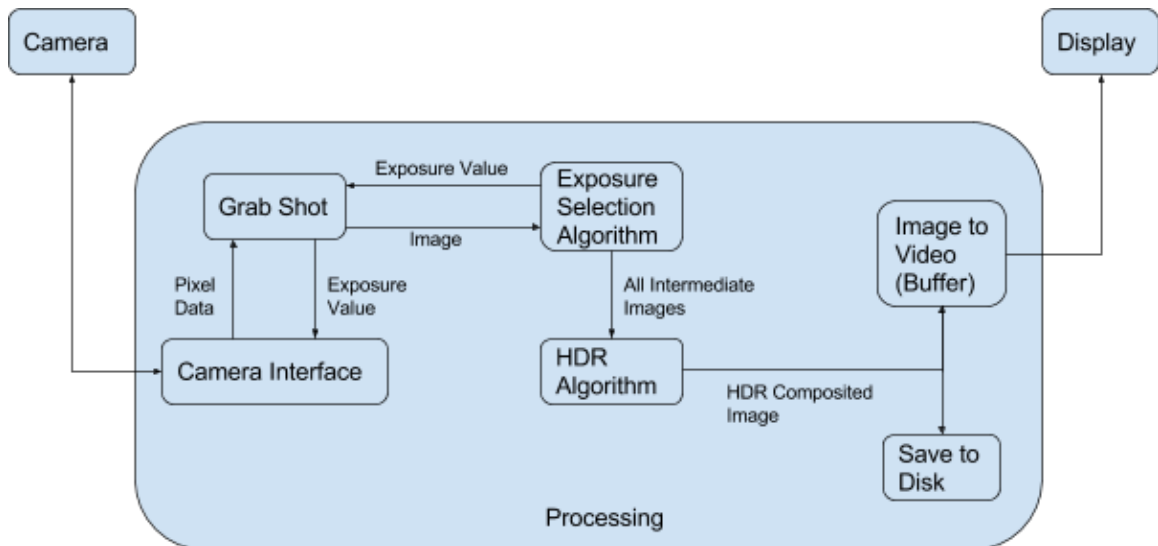 Camera
Display
Exposure Value
Grab Shot
Exposure
Selection
Algorithm
Image
Image to
Video
(Buffer)
Pixel
Data
Exposure
Value
All Intermediate
Images
Camera Interface
HDR
Algorithm
HDR Composited
Image
Save to
Disk
Processing